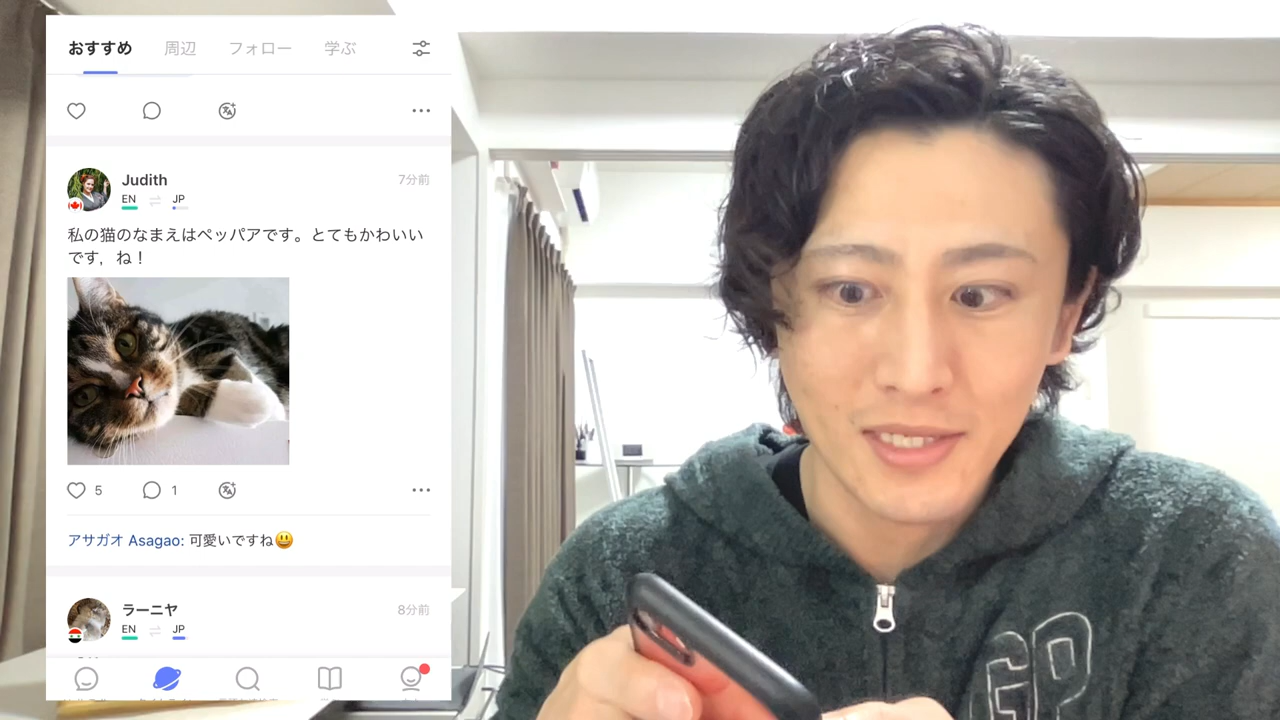 おすすめ 周辺 フォロー 学ぶ
Judith 7分前
EN JP
私の猫のなまえはペッパアです。とてもかわいい
です，ね！
5 1
アサガオ Asagao: 可愛いですね😃
ラーニヤ 8分前
EN JP
GP